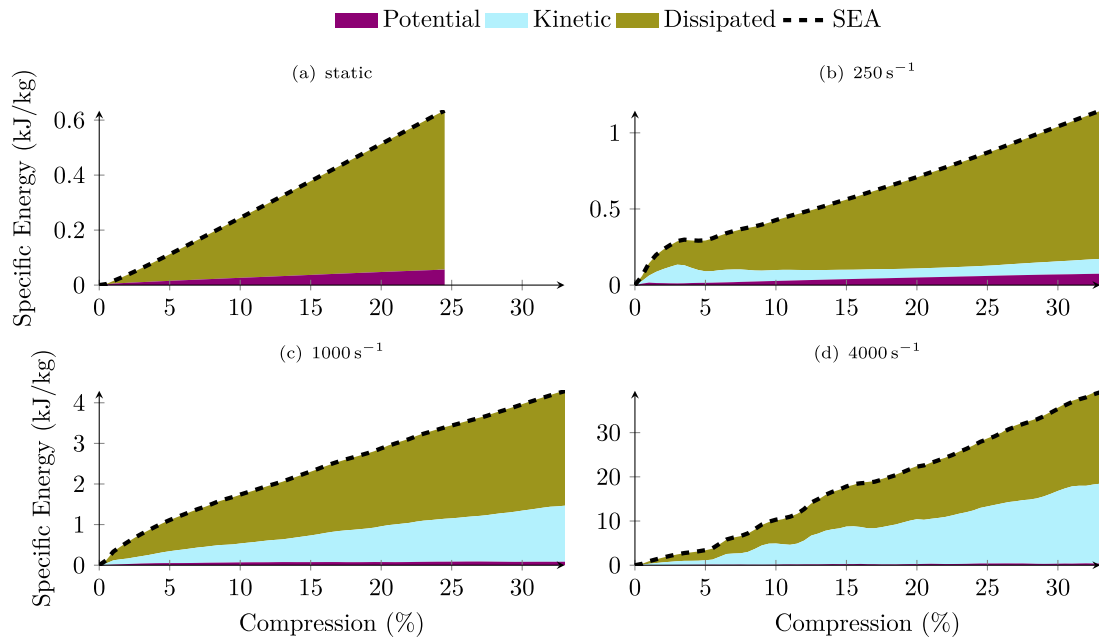 Potential Kinetic Dissipated SEA
(a) static
(b) 250 s⁻¹
Specific Energy (kJ/kg)
0.6
0.4
0.2
0
0 5 10 15 20 25 30
1
0.5
0
0 5 10 15 20 25 30
(c) 1000 s⁻¹
(d) 4000 s⁻¹
Specific Energy (kJ/kg)
4
3
2
1
0
0 5 10 15 20 25 30
Compression (%)
30
20
10
0
0 5 10 15 20 25 30
Compression (%)